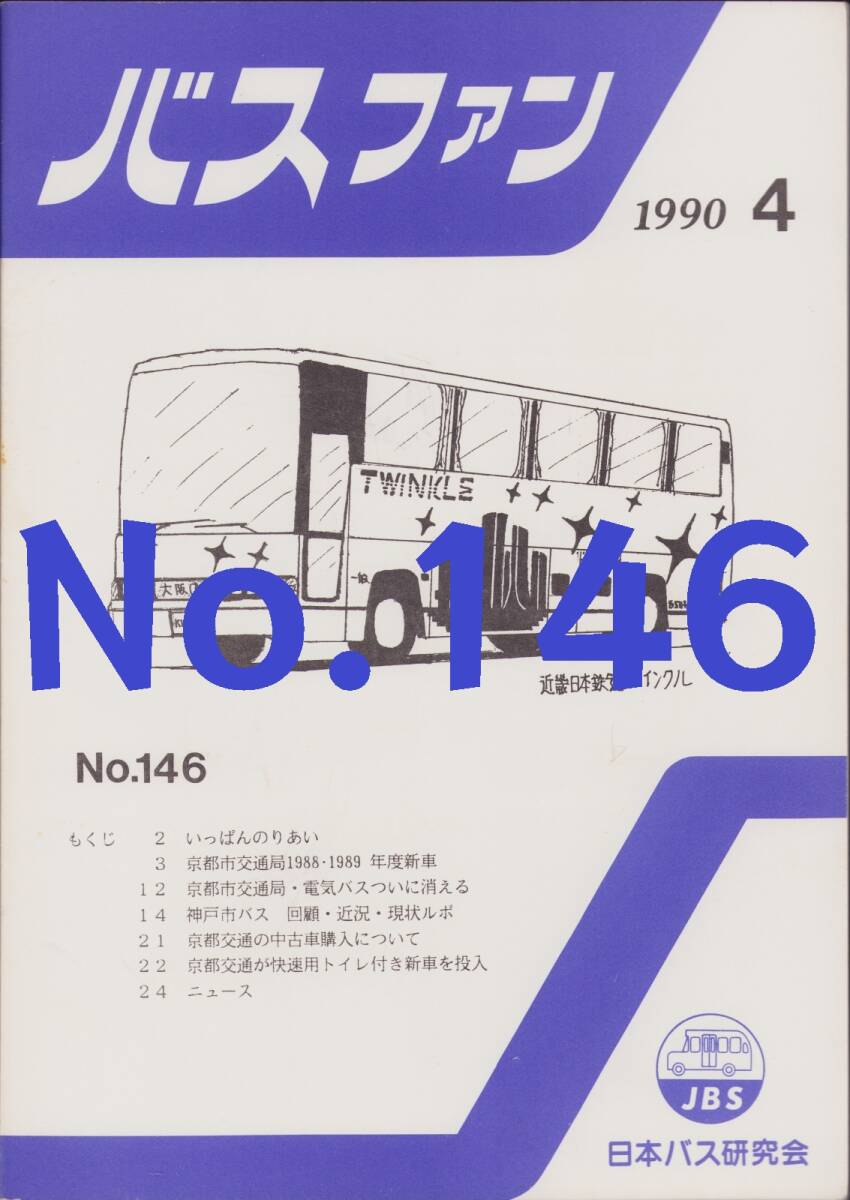 バスファン
1990 4
TWINKLE
大阪
No.146
近畿日本鉄
インクル
No.146
もくじ 2 いっぱんのりあい
3 京都市交通局1988・1989 年度新車
12 京都市交通局・電気バスついに消える
14 神戸市バス 回顧・近況・現状ルポ
21 京都交通の中古車購入について
22 京都交通が快速用トイレ付き新車を投入
24 ニュース
JBS
日本バス研究会